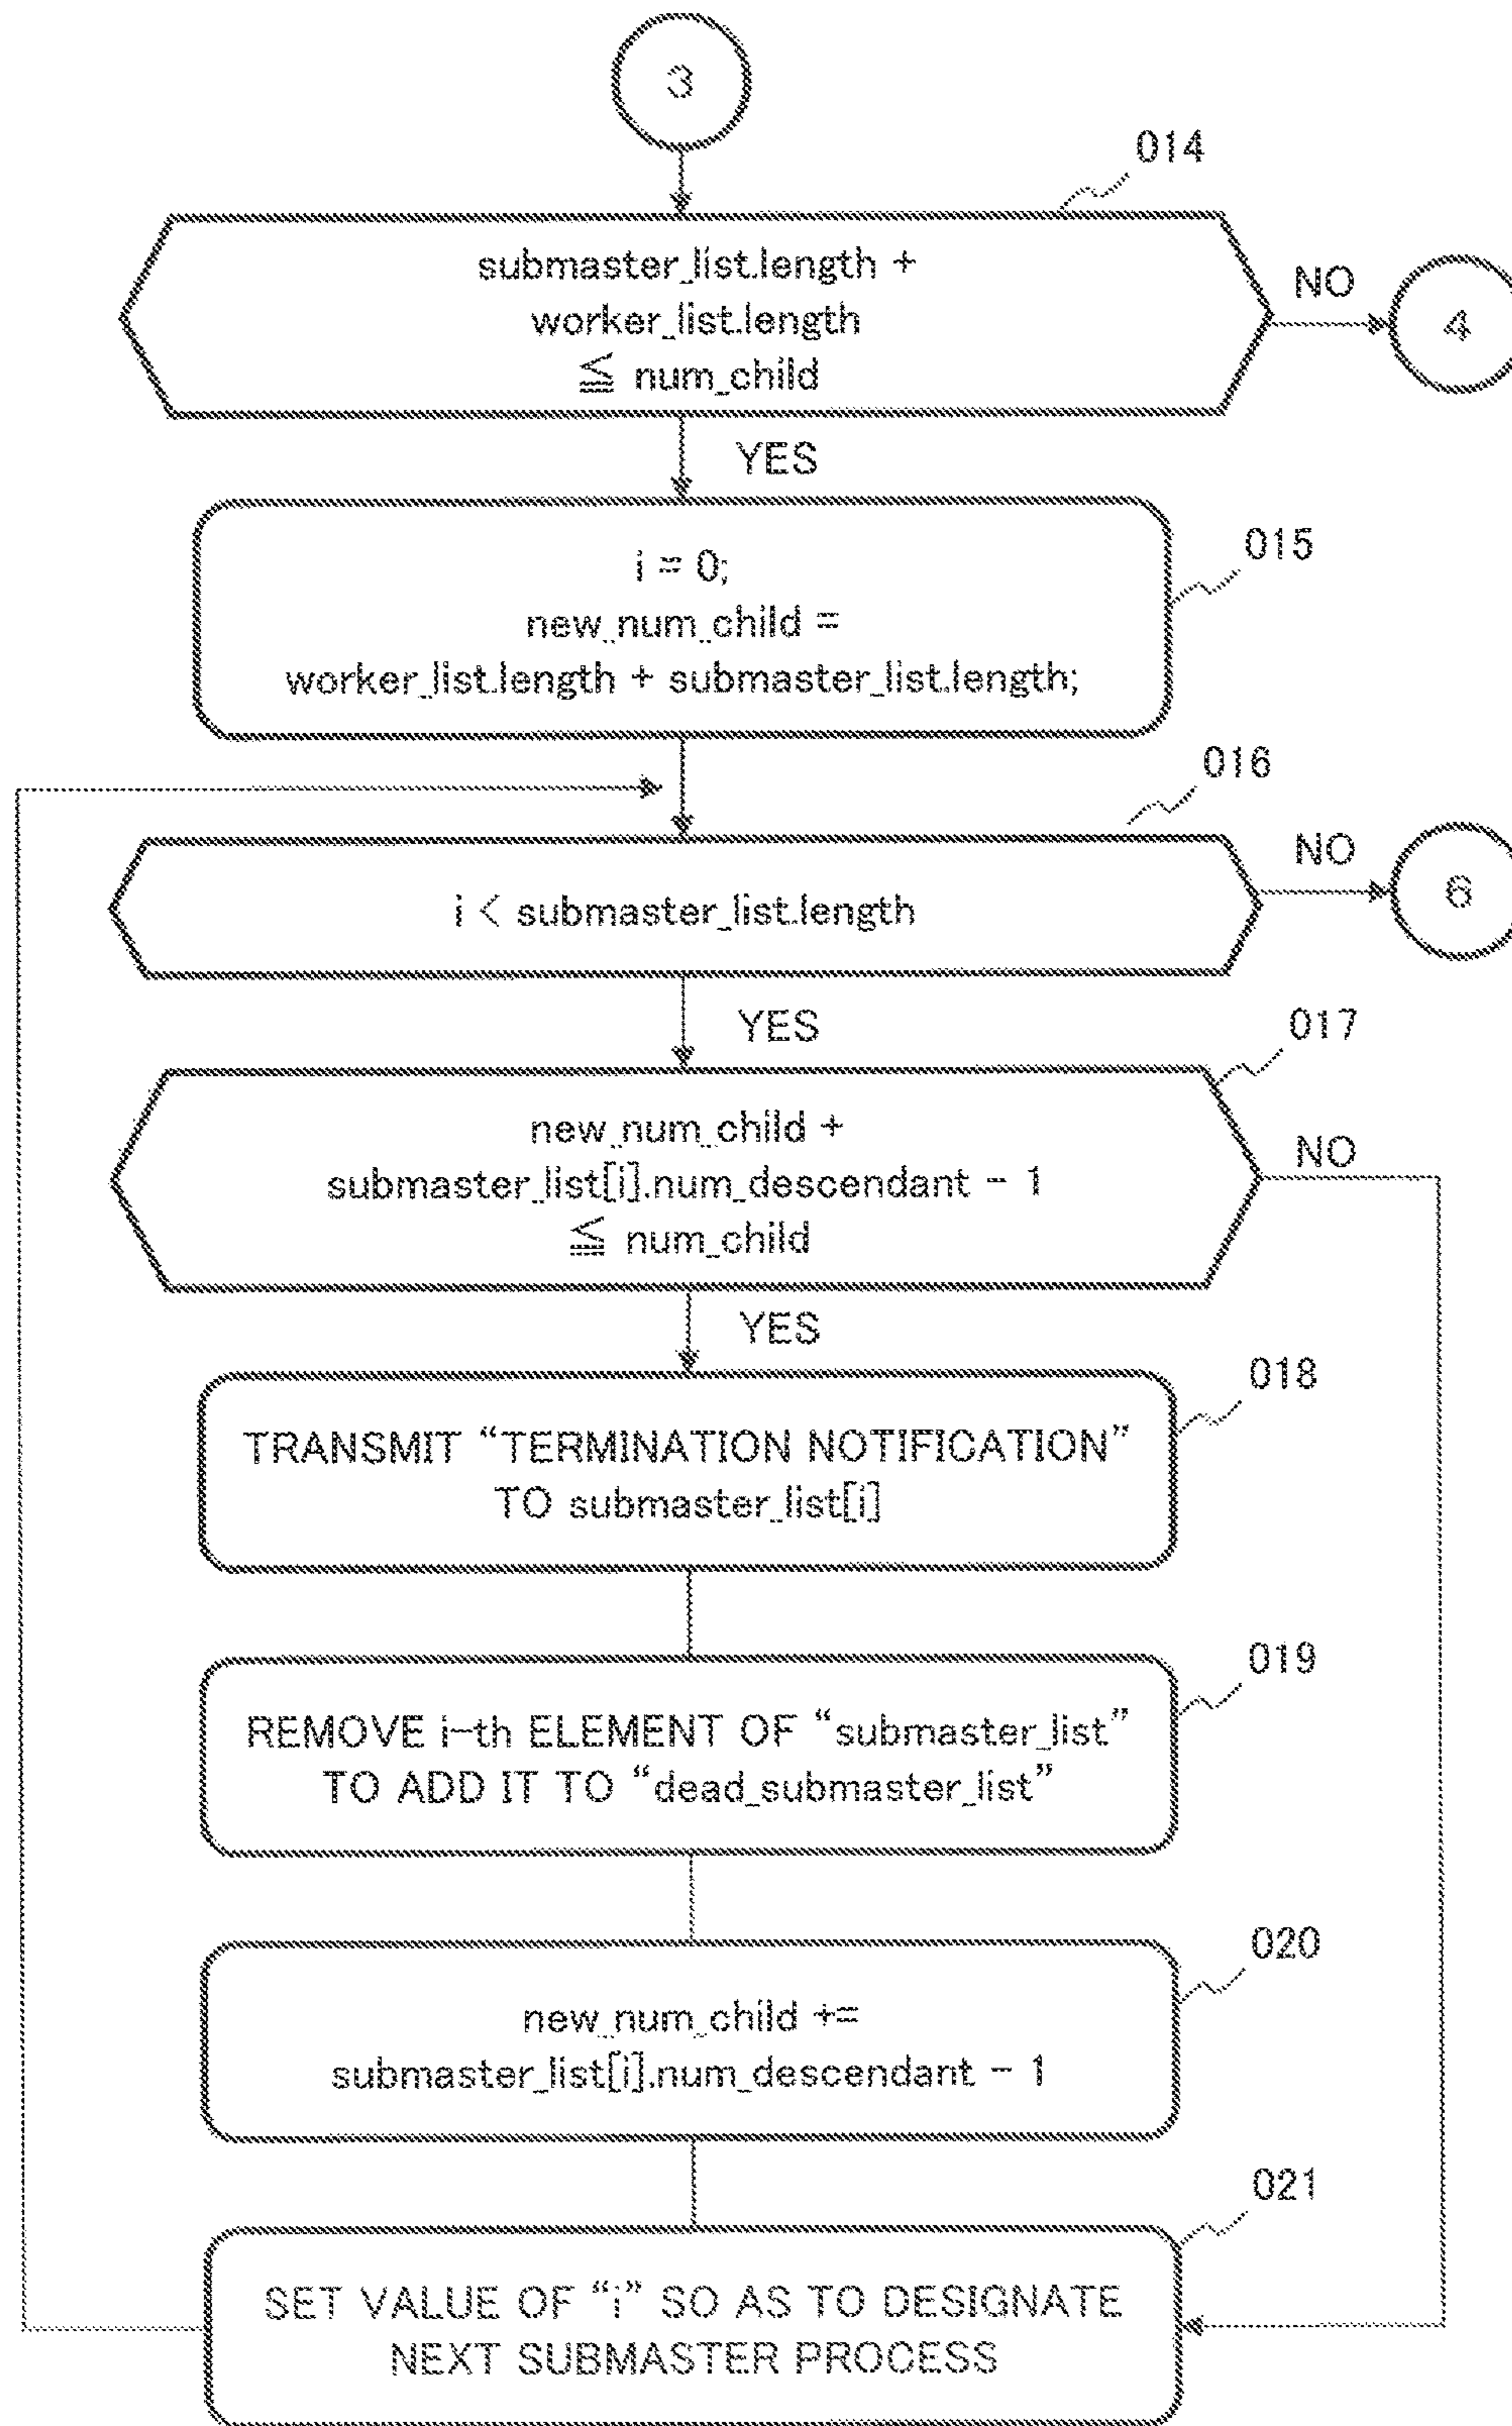 3
014
submaster_list.length +
worker_list.length
≦ num_child
NO
4
YES
015
i = 0;
new_num_child =
worker_list.length + submaster_list.length;
016
i < submaster_list.length
NO
6
YES
017
new_num_child +
submaster_list[i].num_descendant - 1
≦ num_child
NO
YES
018
TRANSMIT “TERMINATION NOTIFICATION”
TO submaster_list[i]
019
REMOVE i-th ELEMENT OF “submaster_list”
TO ADD IT TO “dead_submaster_list”
020
new_num_child +=
submaster_list[i].num_descendant - 1
021
SET VALUE OF “i” SO AS TO DESIGNATE
NEXT SUBMASTER PROCESS